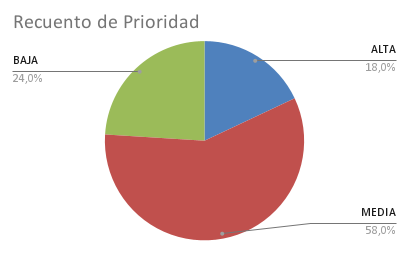 Recuento de Prioridad
ALTA
18,0%
BAJA
24,0%
MEDIA
58,0%